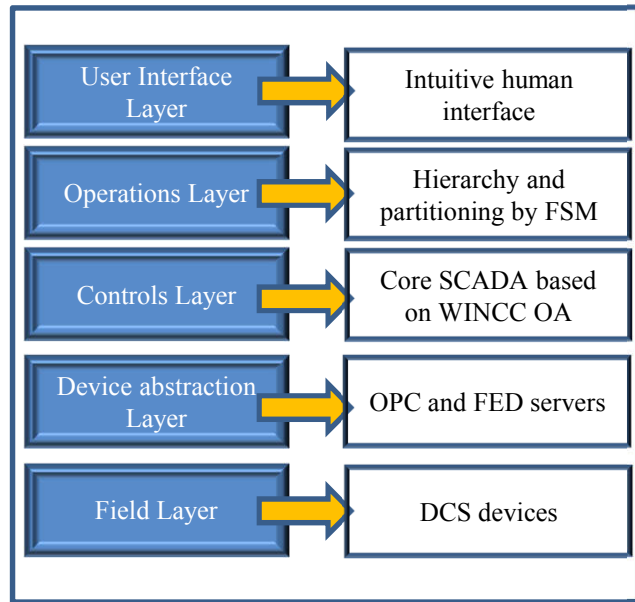 User Interface
Layer
Intuitive human
interface
Operations Layer
Hierarchy and
partitioning by FSM
Controls Layer
Core SCADA based
on WINCC OA
Device abstraction
Layer
OPC and FED servers
Field Layer
DCS devices